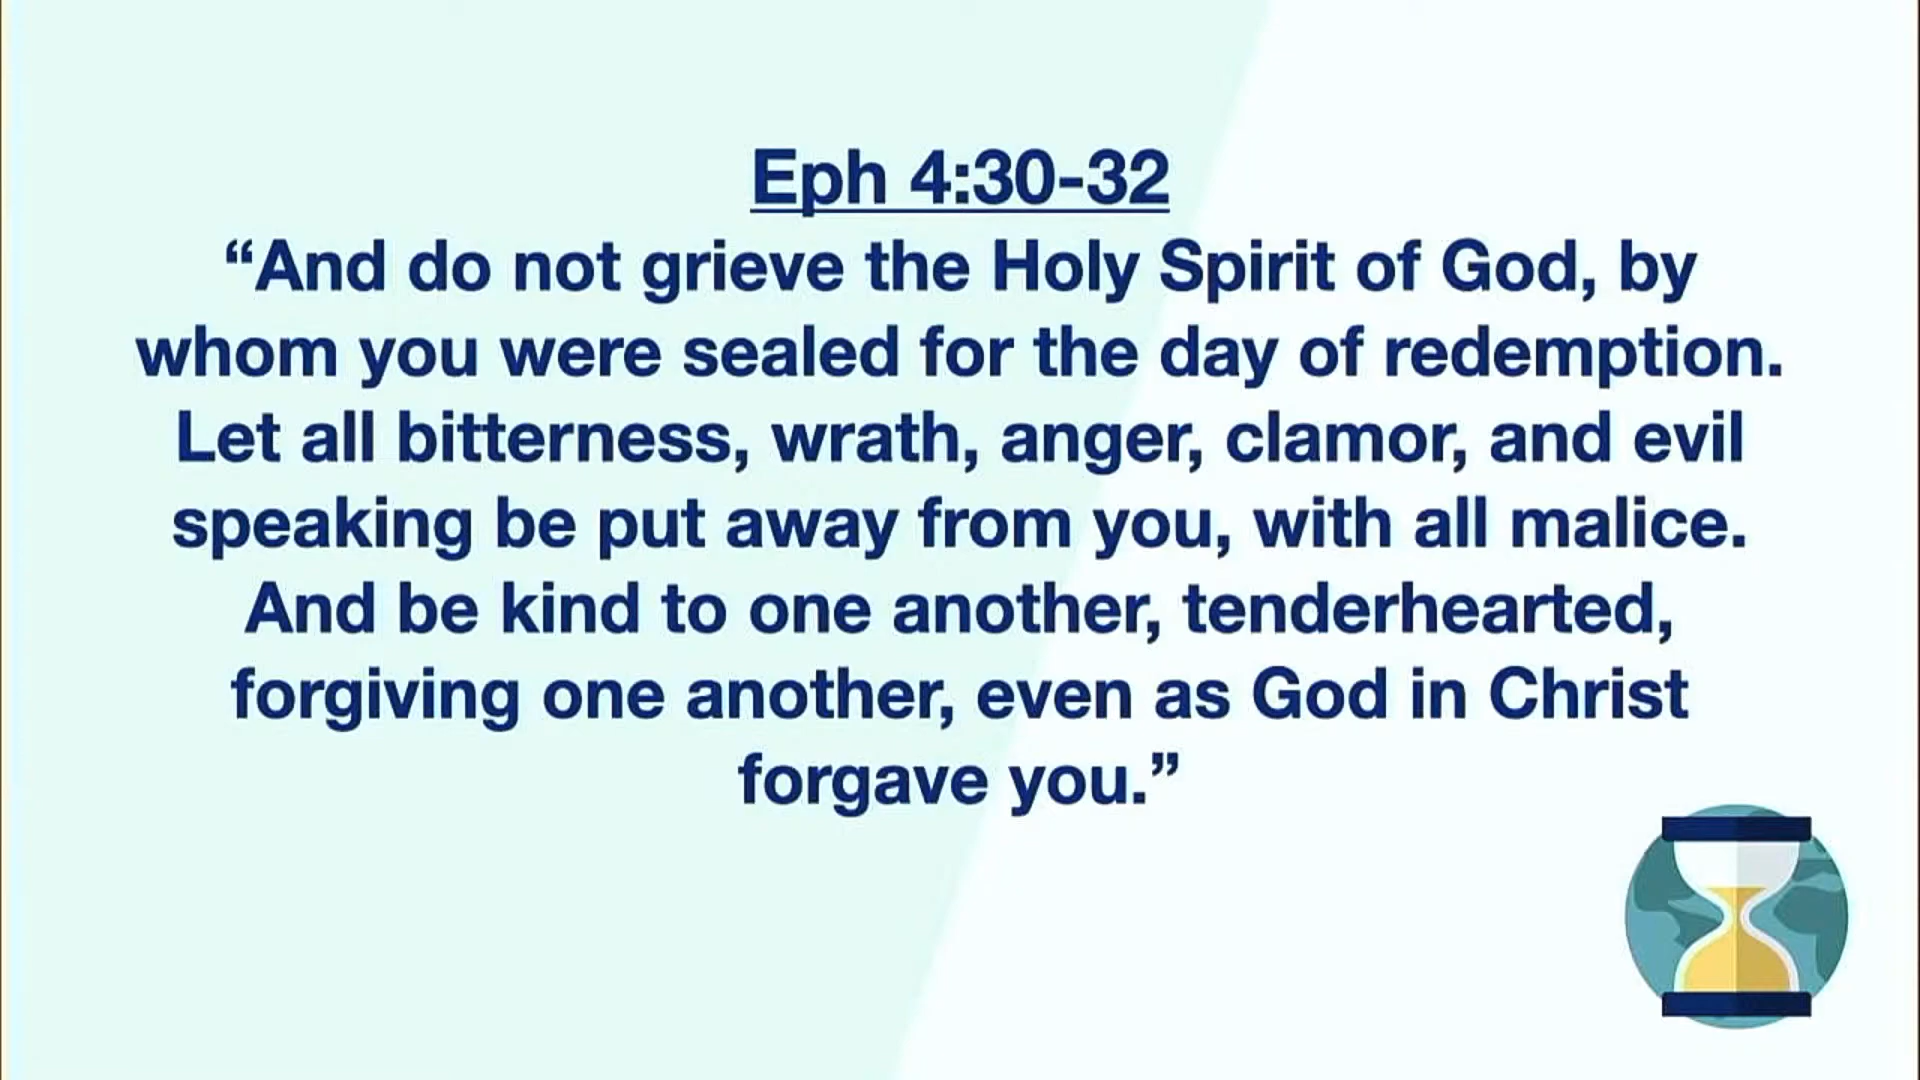 Eph 4:30-32
“And do not grieve the Holy Spirit of God, by
whom you were sealed for the day of redemption.
Let all bitterness, wrath, anger, clamor, and evil
speaking be put away from you, with all malice.
And be kind to one another, tenderhearted,
forgiving one another, even as God in Christ
forgave you.”